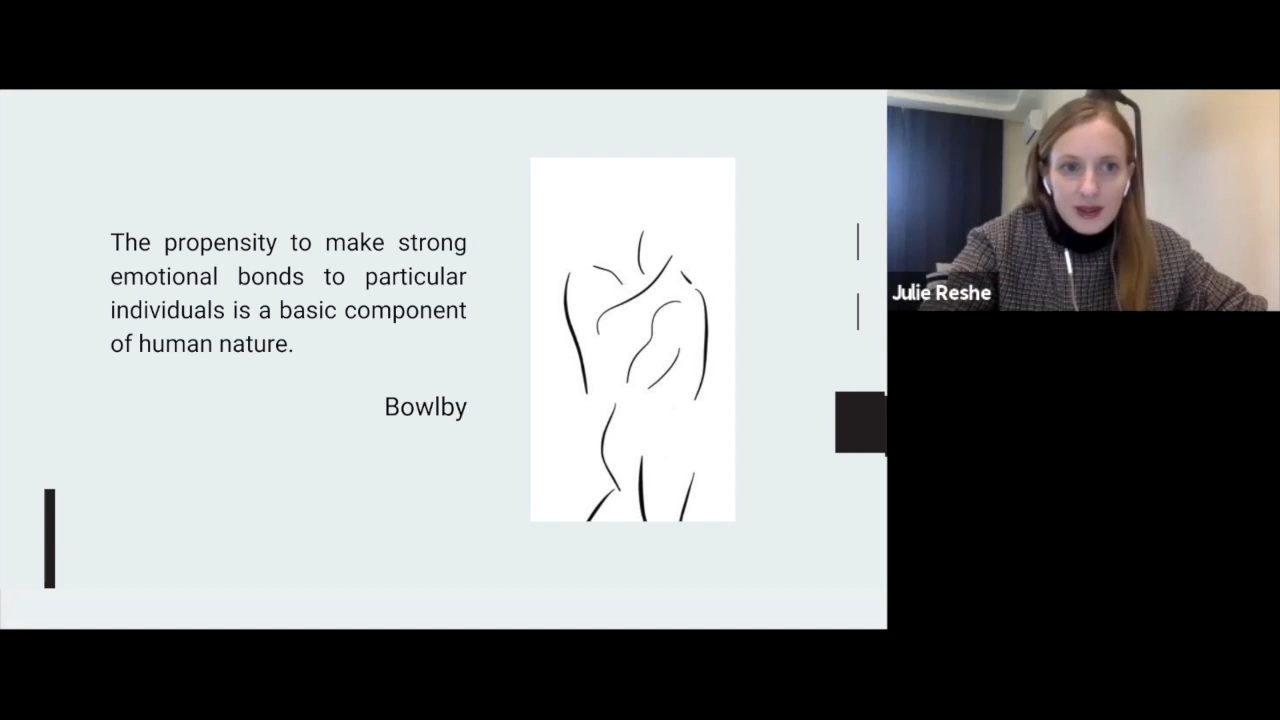 The propensity to make strong
emotional bonds to particular
individuals is a basic component
of human nature.
Bowlby
Julie Reshe